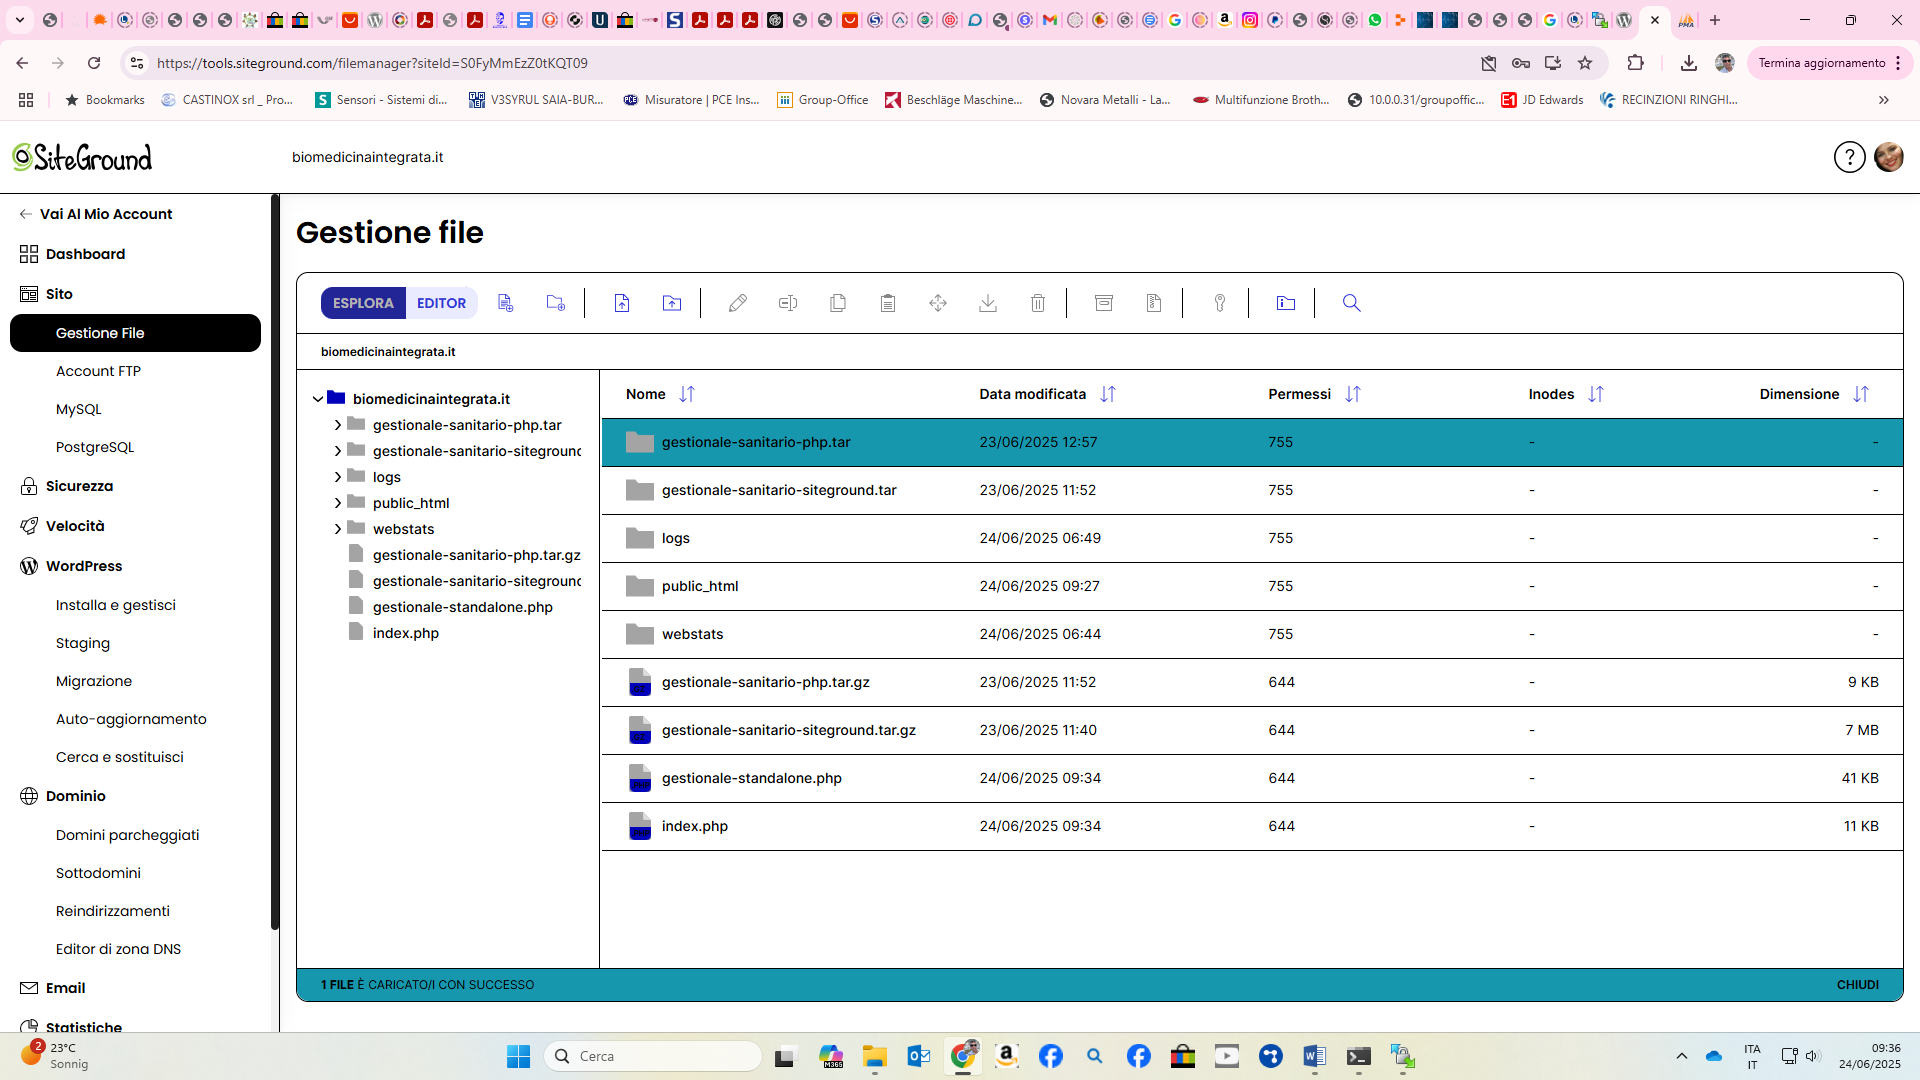 https://tools.siteground.com/filemanager?siteId=S0FyMmEzZ0tKQT09
Termina aggiornamento
Bookmarks
CASTINOX srl _ Pro...
Sensori - Sistemi di...
V3SYRUL SAIA-BUR...
Misuratore | PCE Ins...
Group-Office
Beschläge Maschine...
Novara Metalli - La...
Multifunzione Broth...
10.0.0.31/groupoffic...
JD Edwards
RECINZIONI RINGHI...
SiteGround
biomedicinaintegrata.it
Vai Al Mio Account
Dashboard
Sito
Gestione File
Account FTP
MySQL
PostgreSQL
Sicurezza
Velocità
WordPress
Installa e gestisci
Staging
Migrazione
Auto-aggiornamento
Cerca e sostituisci
Dominio
Domini parcheggiati
Sottodomini
Reindirizzamenti
Editor di zona DNS
Email
Statistiche
Gestione file
ESPLORA EDITOR
biomedicinaintegrata.it
biomedicinaintegrata.it
gestionale-sanitario-php.tar
gestionale-sanitario-siteground
logs
public_html
webstats
gestionale-sanitario-php.tar.gz
gestionale-sanitario-siteground
gestionale-standalone.php
index.php
Nome Data modificata Permessi Inodes Dimensione
gestionale-sanitario-php.tar 23/06/2025 12:57 755 - -
gestionale-sanitario-siteground.tar 23/06/2025 11:52 755 - -
logs 24/06/2025 06:49 755 - -
public_html 24/06/2025 09:27 755 - -
webstats 24/06/2025 06:44 755 - -
gestionale-sanitario-php.tar.gz 23/06/2025 11:52 644 - 9 KB
gestionale-sanitario-siteground.tar.gz 23/06/2025 11:40 644 - 7 MB
gestionale-standalone.php 24/06/2025 09:34 644 - 41 KB
index.php 24/06/2025 09:34 644 - 11 KB
1 FILE È CARICATO/I CON SUCCESSO
CHIUDI
2
23°C
Sonnig
Cerca
ITA
IT
09:36
24/06/2025